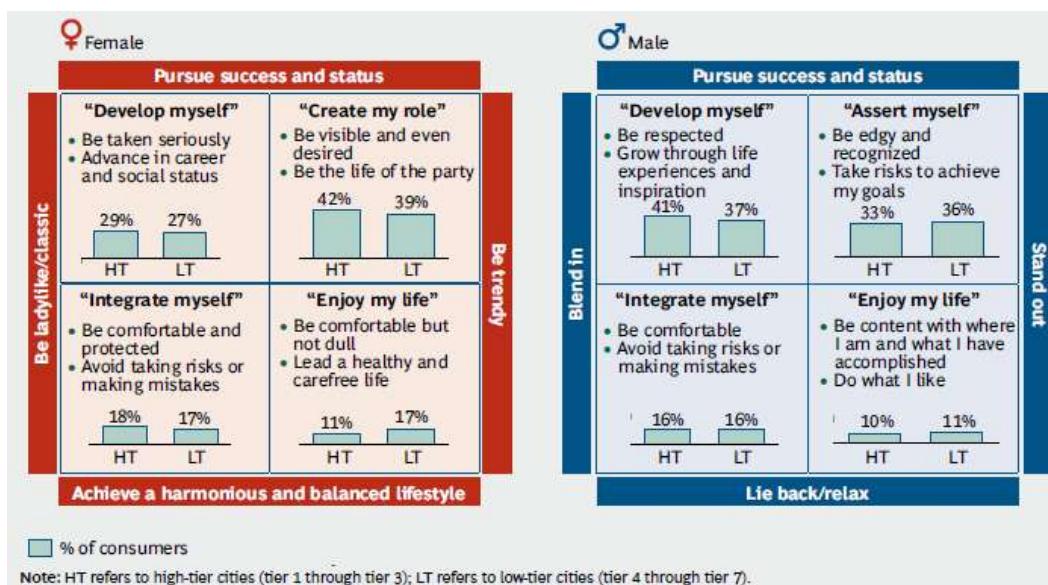 Female
Pursue success and status
Be ladylike/classic
"Develop myself"
• Be taken seriously
• Advance in career
and social status
29%
27%
HT
LT
"Create my role"
• Be visible and even
desired
• Be the life of the party
42%
39%
HT
LT
"Integrate myself"
• Be comfortable and
protected
• Avoid taking risks or
making mistakes
18%
17%
HT
LT
"Enjoy my life"
• Be comfortable but
not dull
• Lead a healthy and
carefree life
11%
17%
HT
LT
Be trendy
Achieve a harmonious and balanced lifestyle
Male
Pursue success and status
Blend in
"Develop myself"
• Be respected
• Grow through life
experiences and
inspiration
41%
37%
HT
LT
"Assert myself"
• Be edgy and
recognized
• Take risks to achieve
my goals
33%
36%
HT
LT
"Integrate myself"
• Be comfortable
• Avoid taking risks or
making mistakes
16%
16%
HT
LT
"Enjoy my life"
• Be content with where
I am and what I have
accomplished
• Do what I like
10%
11%
HT
LT
Stand out
Lie back/relax
% of consumers
Note: HT refers to high-tier cities (tier 1 through tier 3); LT refers to low-tier cities (tier 4 through tier 7).